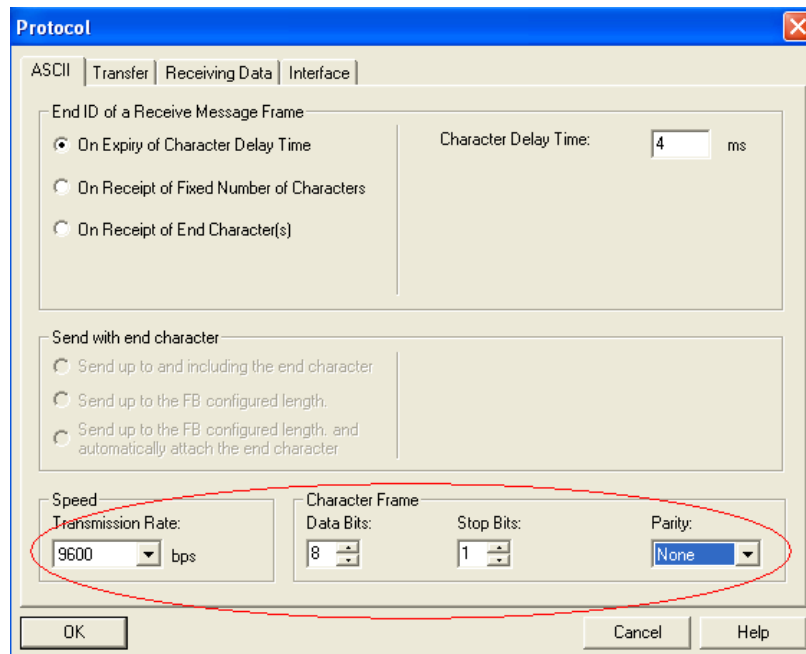 Protocol
ASCII Transfer Receiving Data Interface
End ID of a Receive Message Frame
On Expiry of Character Delay Time Character Delay Time: 4 ms
On Receipt of Fixed Number of Characters
On Receipt of End Character(s)
Send with end character
Send up to and including the end character
Send up to the FB configured length.
Send up to the FB configured length. and
automatically attach the end character
Speed Character Frame
Transmission Rate: Data Bits: Stop Bits: Parity:
9600 bps 8 1 None
OK Cancel Help